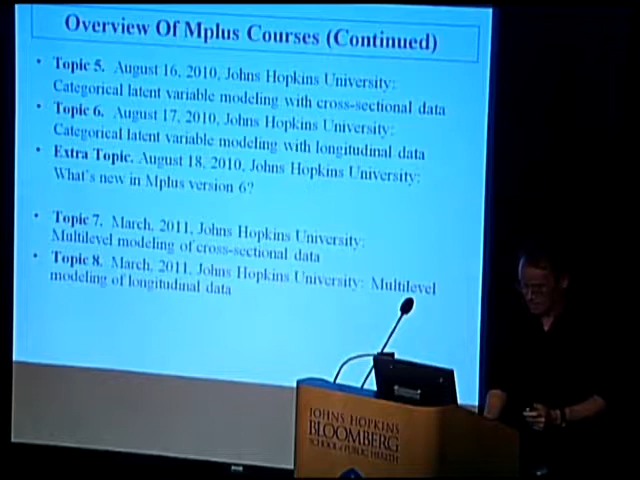 Overview Of Mplus Courses (Continued)
• Topic 5. August 16, 2010, Johns Hopkins University:
Categorical latent variable modeling with cross-sectional data
• Topic 6. August 17, 2010, Johns Hopkins University:
Categorical latent variable modeling with longitudinal data
• Extra Topic. August 18, 2010, Johns Hopkins University:
What's new in Mplus version 6?
• Topic 7. March, 2011, Johns Hopkins University:
Multilevel modeling of cross-sectional data
• Topic 8. March, 2011, Johns Hopkins University: Multilevel
modeling of longitudinal data
JOHNS HOPKINS
BLOOMBERG
SCHOOL of PUBLIC HEALTH